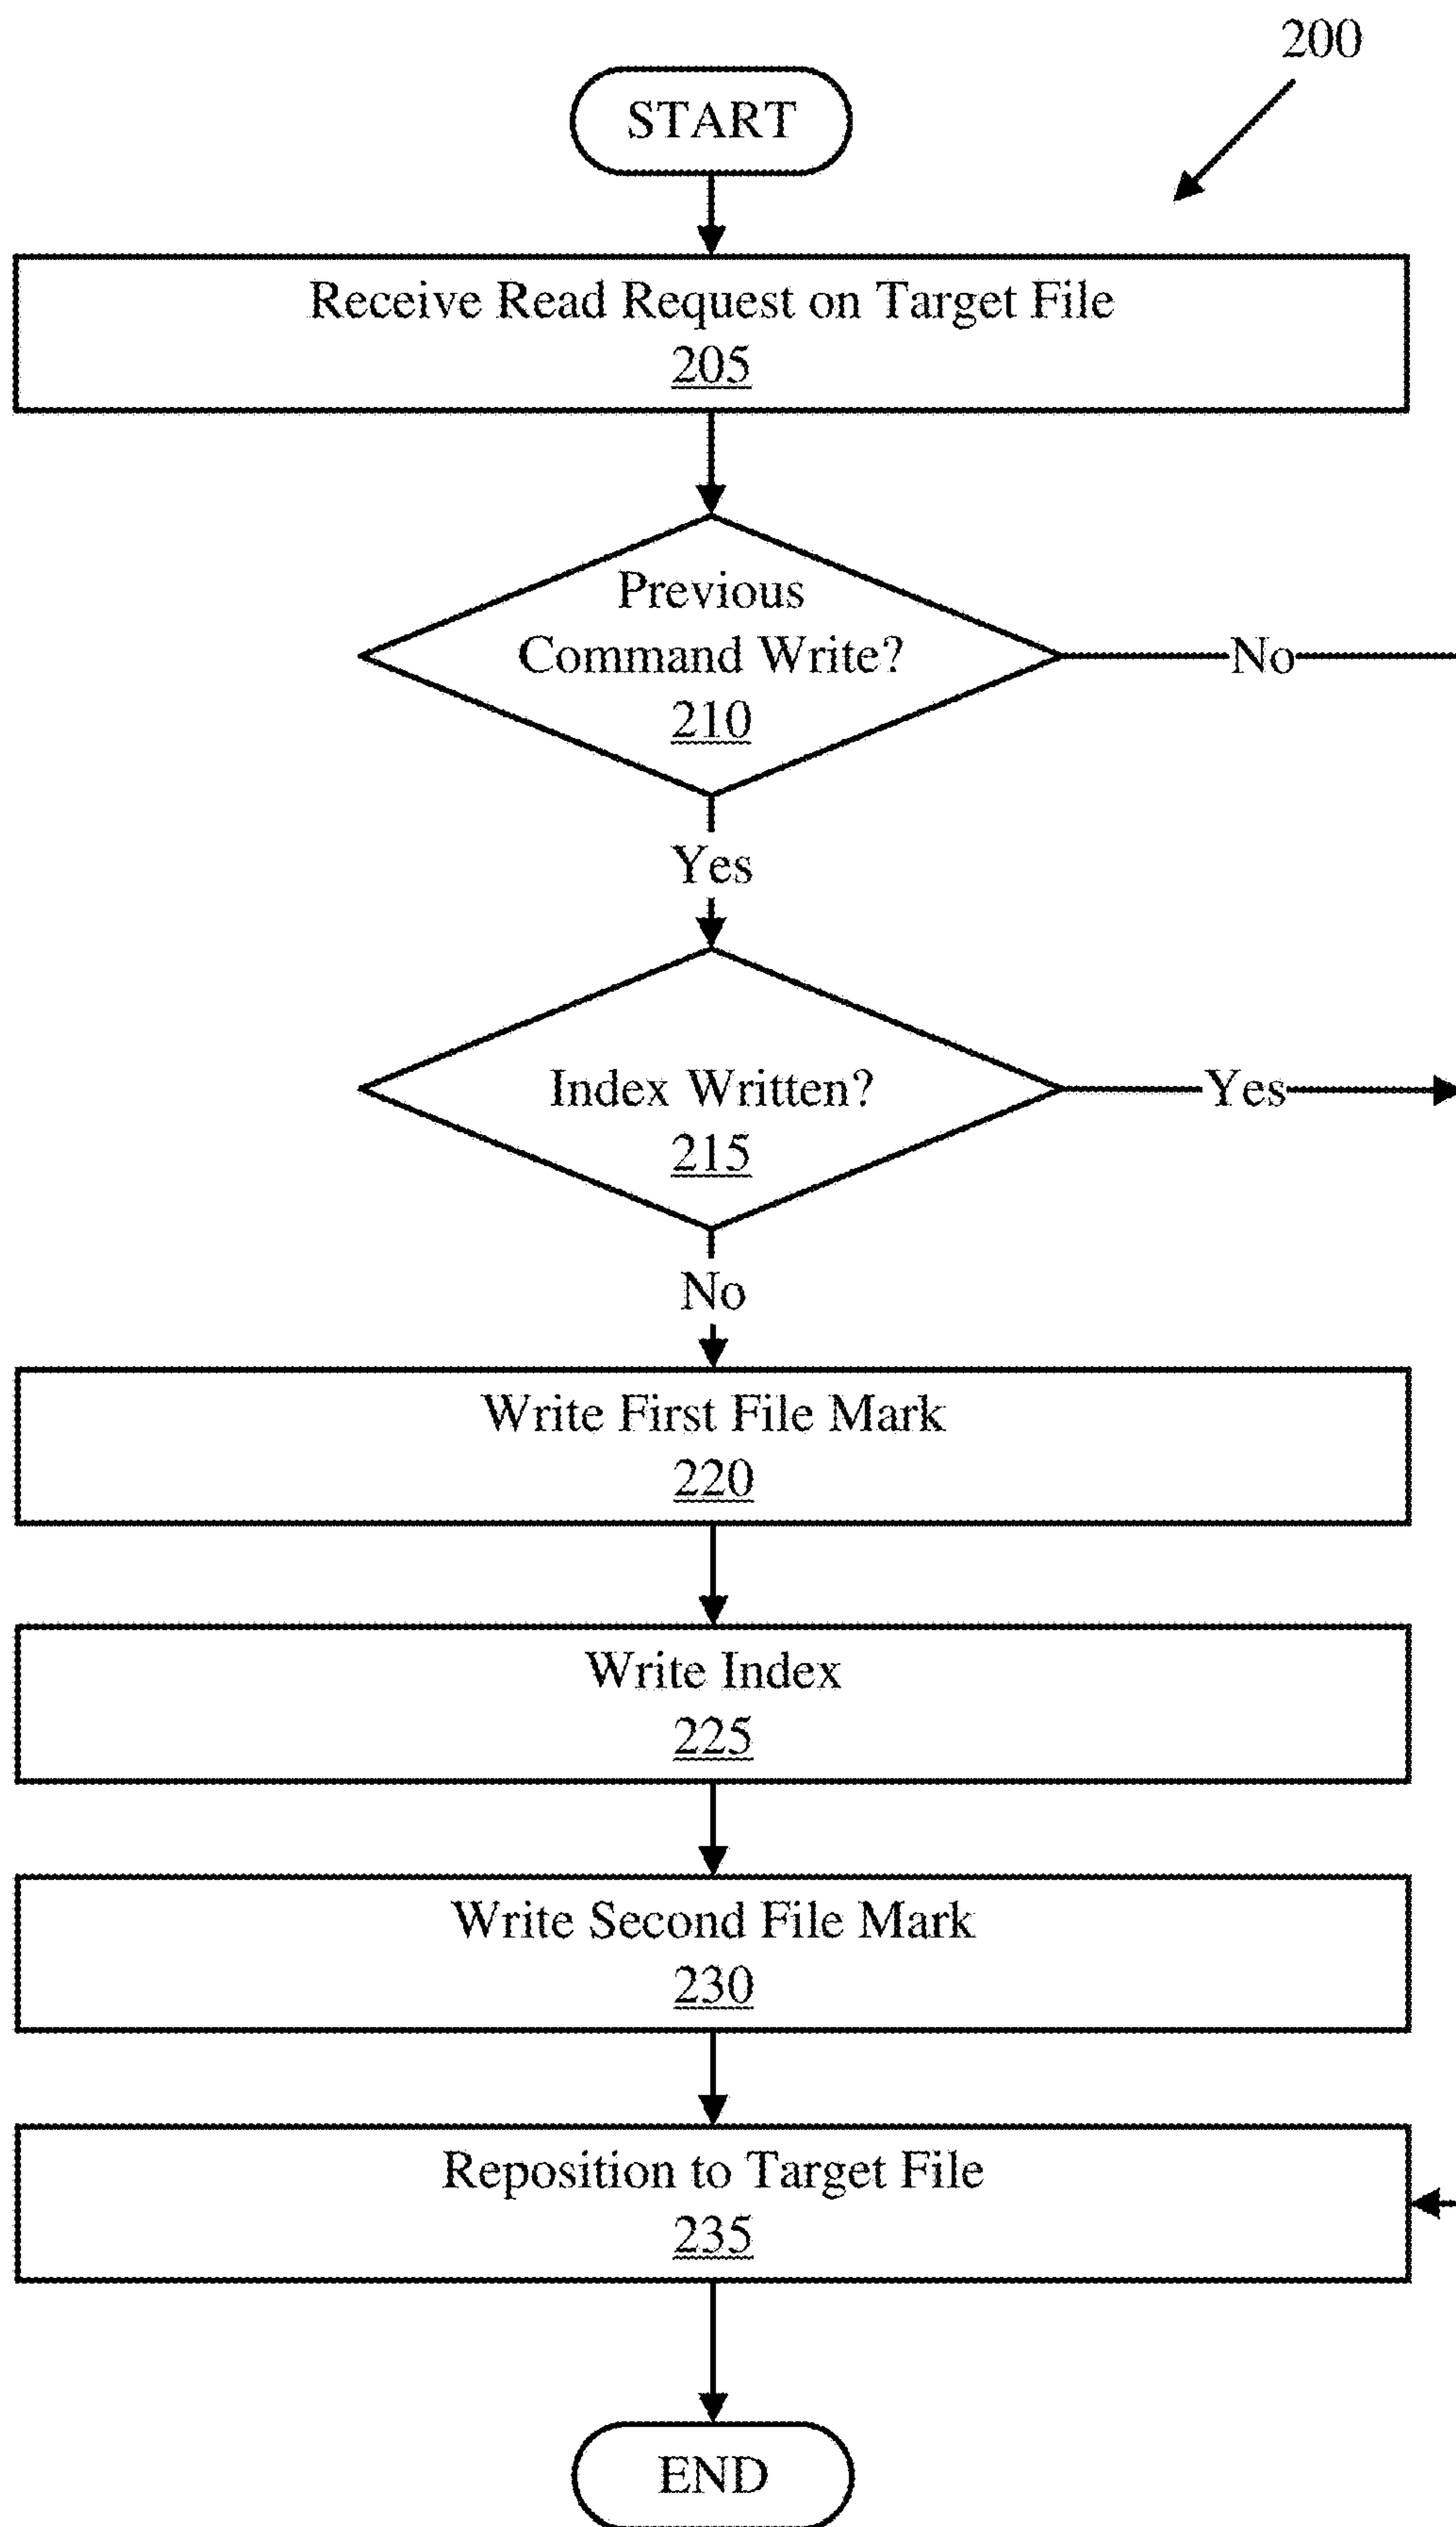 200
START
Receive Read Request on Target File
205
Previous
Command Write?
210
No
Yes
Index Written?
215
Yes
No
Write First File Mark
220
Write Index
225
Write Second File Mark
230
Reposition to Target File
235
END